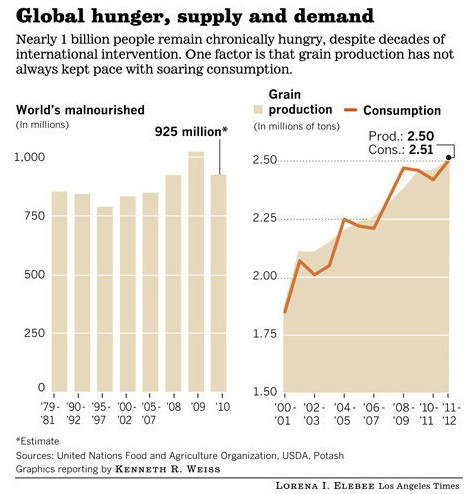 Global hunger, supply and demand
Nearly 1 billion people remain chronically hungry, despite decades of
international intervention. One factor is that grain production has not
always kept pace with soaring consumption.
World's malnourished
(In millions)
925 million*
1,000
750
500
250
0
'79-'81
'90-'92
'95-'97
'00-'02
'05-'07
'08
'09
'10
Grain production
Consumption
(In millions of tons)
Prod.: 2.50
Cons.: 2.51
2.50
2.25
2.00
1.75
1.50
'00-'01
'02-'03
'04-'05
'06-'07
'08-'09
'10-'11
'11-'12
*Estimate
Sources: United Nations Food and Agriculture Organization, USDA, Potash
Graphics reporting by KENNETH R. WEISS
LORENA I. ELEBEE Los Angeles Times